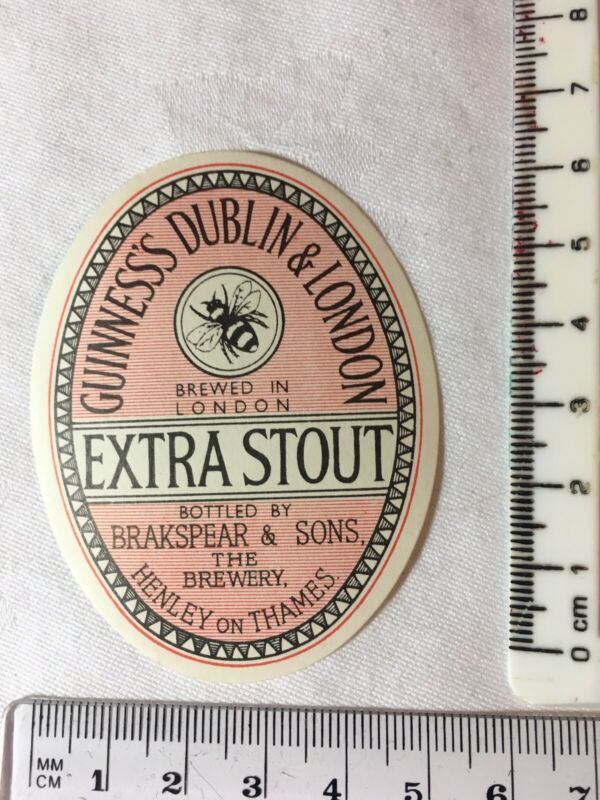 GUINNESS'S DUBLIN & LONDON
BREWED IN
LONDON
EXTRA STOUT
BOTTLED BY
BRAKSPEAR & SONS,
THE
BREWERY,
HENLEY ON THAMES
8
7
6
5
4
3
2
1
0 cm
MM
CM 1 2 3 4 5 6 7